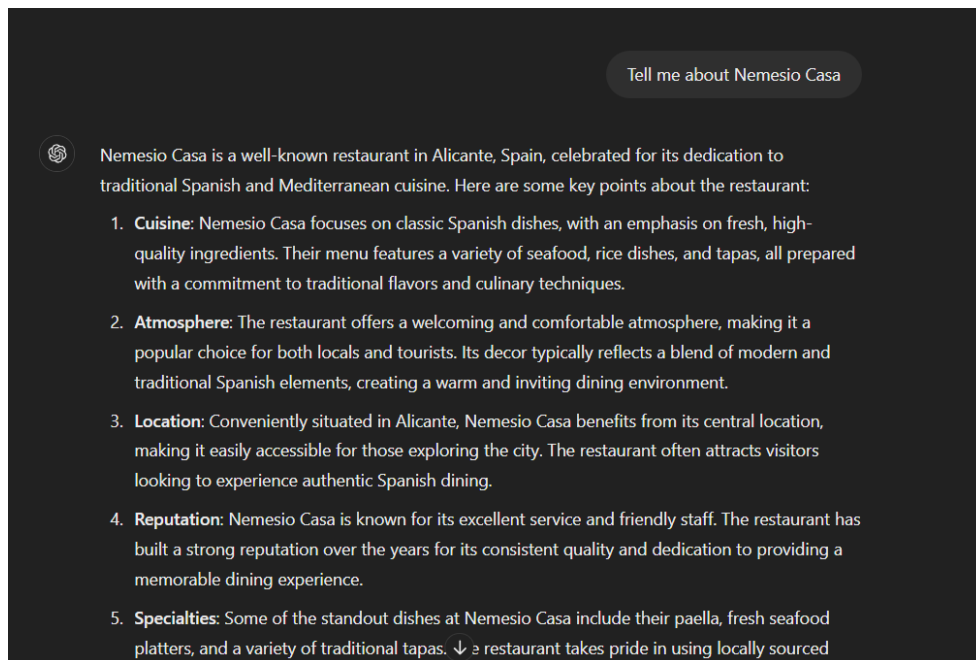 Tell me about Nemesio Casa
Nemesio Casa is a well-known restaurant in Alicante, Spain, celebrated for its dedication to
traditional Spanish and Mediterranean cuisine. Here are some key points about the restaurant:
1. Cuisine: Nemesio Casa focuses on classic Spanish dishes, with an emphasis on fresh, high-
quality ingredients. Their menu features a variety of seafood, rice dishes, and tapas, all prepared
with a commitment to traditional flavors and culinary techniques.
2. Atmosphere: The restaurant offers a welcoming and comfortable atmosphere, making it a
popular choice for both locals and tourists. Its decor typically reflects a blend of modern and
traditional Spanish elements, creating a warm and inviting dining environment.
3. Location: Conveniently situated in Alicante, Nemesio Casa benefits from its central location,
making it easily accessible for those exploring the city. The restaurant often attracts visitors
looking to experience authentic Spanish dining.
4. Reputation: Nemesio Casa is known for its excellent service and friendly staff. The restaurant has
built a strong reputation over the years for its consistent quality and dedication to providing a
memorable dining experience.
5. Specialties: Some of the standout dishes at Nemesio Casa include their paella, fresh seafood
platters, and a variety of traditional tapas. restaurant takes pride in using locally sourced